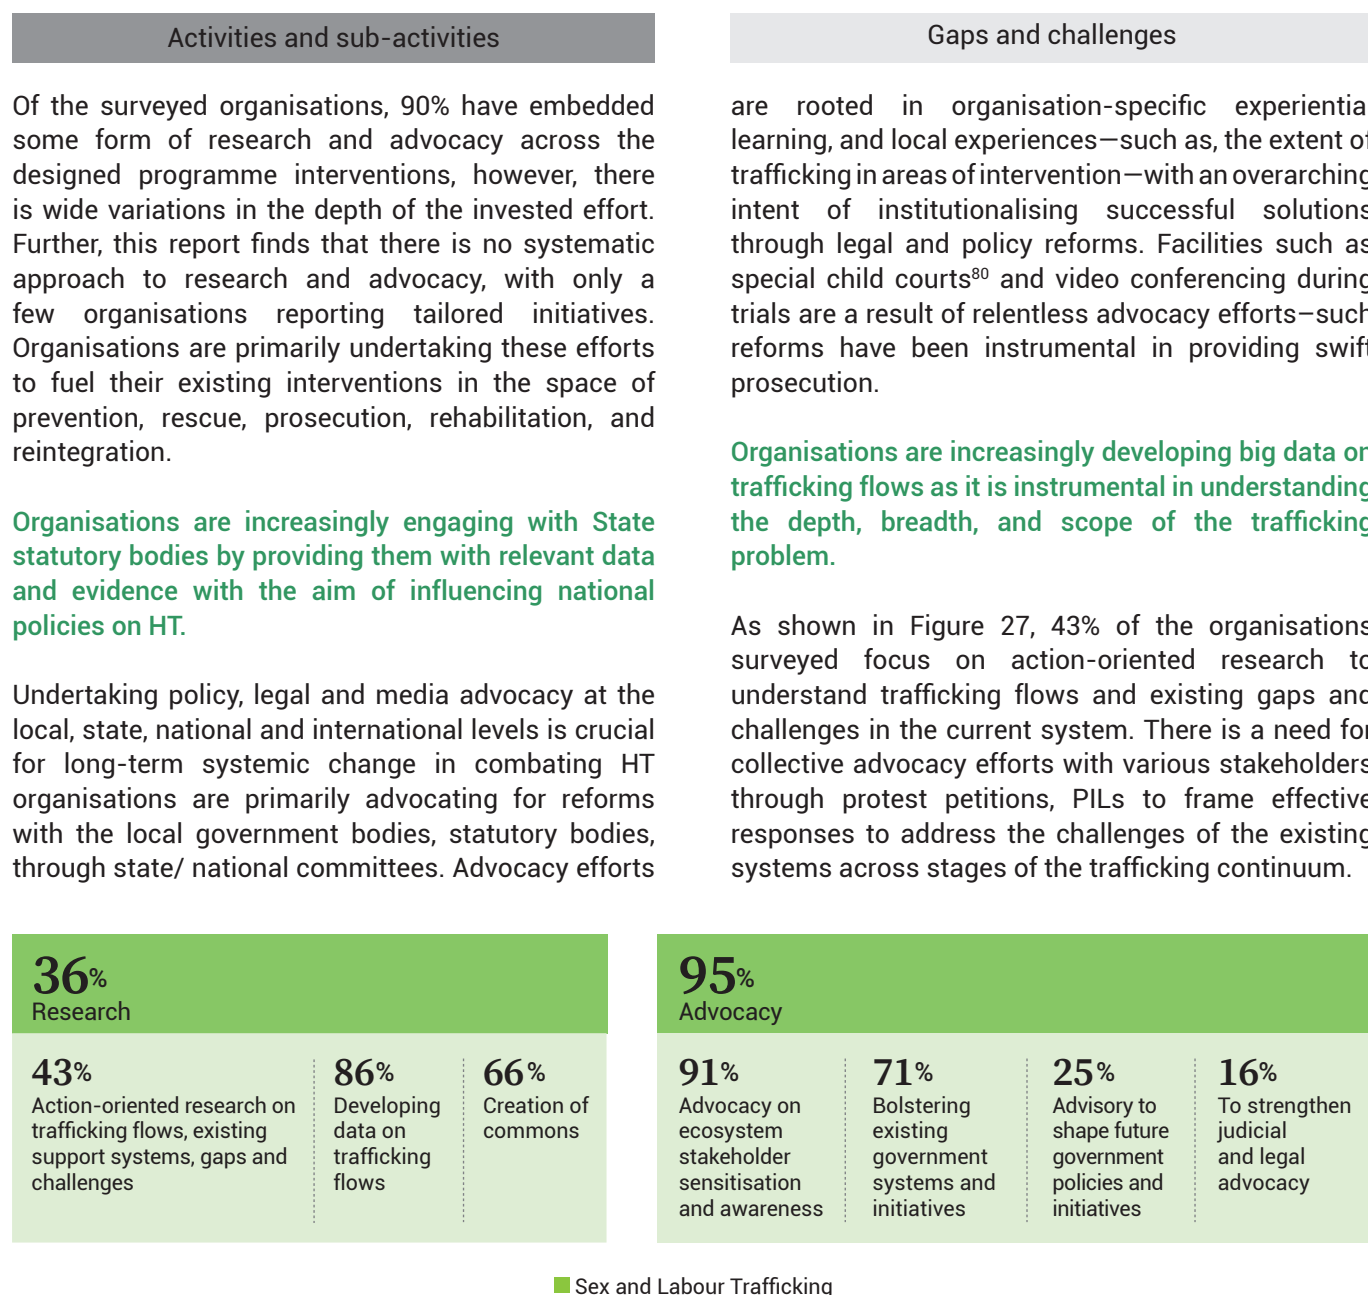 Activities and sub-activities
Of the surveyed organisations, 90% have embedded
some form of research and advocacy across the
designed programme interventions, however, there
is wide variations in the depth of the invested effort.
Further, this report finds that there is no systematic
approach to research and advocacy, with only a
few organisations reporting tailored initiatives.
Organisations are primarily undertaking these efforts
to fuel their existing interventions in the space of
prevention, rescue, prosecution, rehabilitation, and
reintegration.
Organisations are increasingly engaging with State
statutory bodies by providing them with relevant data
and evidence with the aim of influencing national
policies on HT.
Undertaking policy, legal and media advocacy at the
local, state, national and international levels is crucial
for long-term systemic change in combating HT
organisations are primarily advocating for reforms
with the local government bodies, statutory bodies,
through state/ national committees. Advocacy efforts
Gaps and challenges
are rooted in organisation-specific experiential
learning, and local experiences—such as, the extent of
trafficking in areas of intervention—with an overarching
intent of institutionalising successful solutions
through legal and policy reforms. Facilities such as
special child courts80 and video conferencing during
trials are a result of relentless advocacy efforts–such
reforms have been instrumental in providing swift
prosecution.
Organisations are increasingly developing big data on
trafficking flows as it is instrumental in understanding
the depth, breadth, and scope of the trafficking
problem.
As shown in Figure 27, 43% of the organisations
surveyed focus on action-oriented research to
understand trafficking flows and existing gaps and
challenges in the current system. There is a need for
collective advocacy efforts with various stakeholders
through protest petitions, PILs to frame effective
responses to address the challenges of the existing
systems across stages of the trafficking continuum.
36%
Research
43%
Action-oriented research on
trafficking flows, existing
support systems, gaps and
challenges
86%
Developing
data on
trafficking
flows
66%
Creation of
commons
95%
Advocacy
91%
Advocacy on
ecosystem
stakeholder
sensitisation
and awareness
71%
Bolstering
existing
government
systems and
initiatives
25%
Advisory to
shape future
government
policies and
initiatives
16%
To strengthen
judicial
and legal
advocacy
Sex and Labour Trafficking